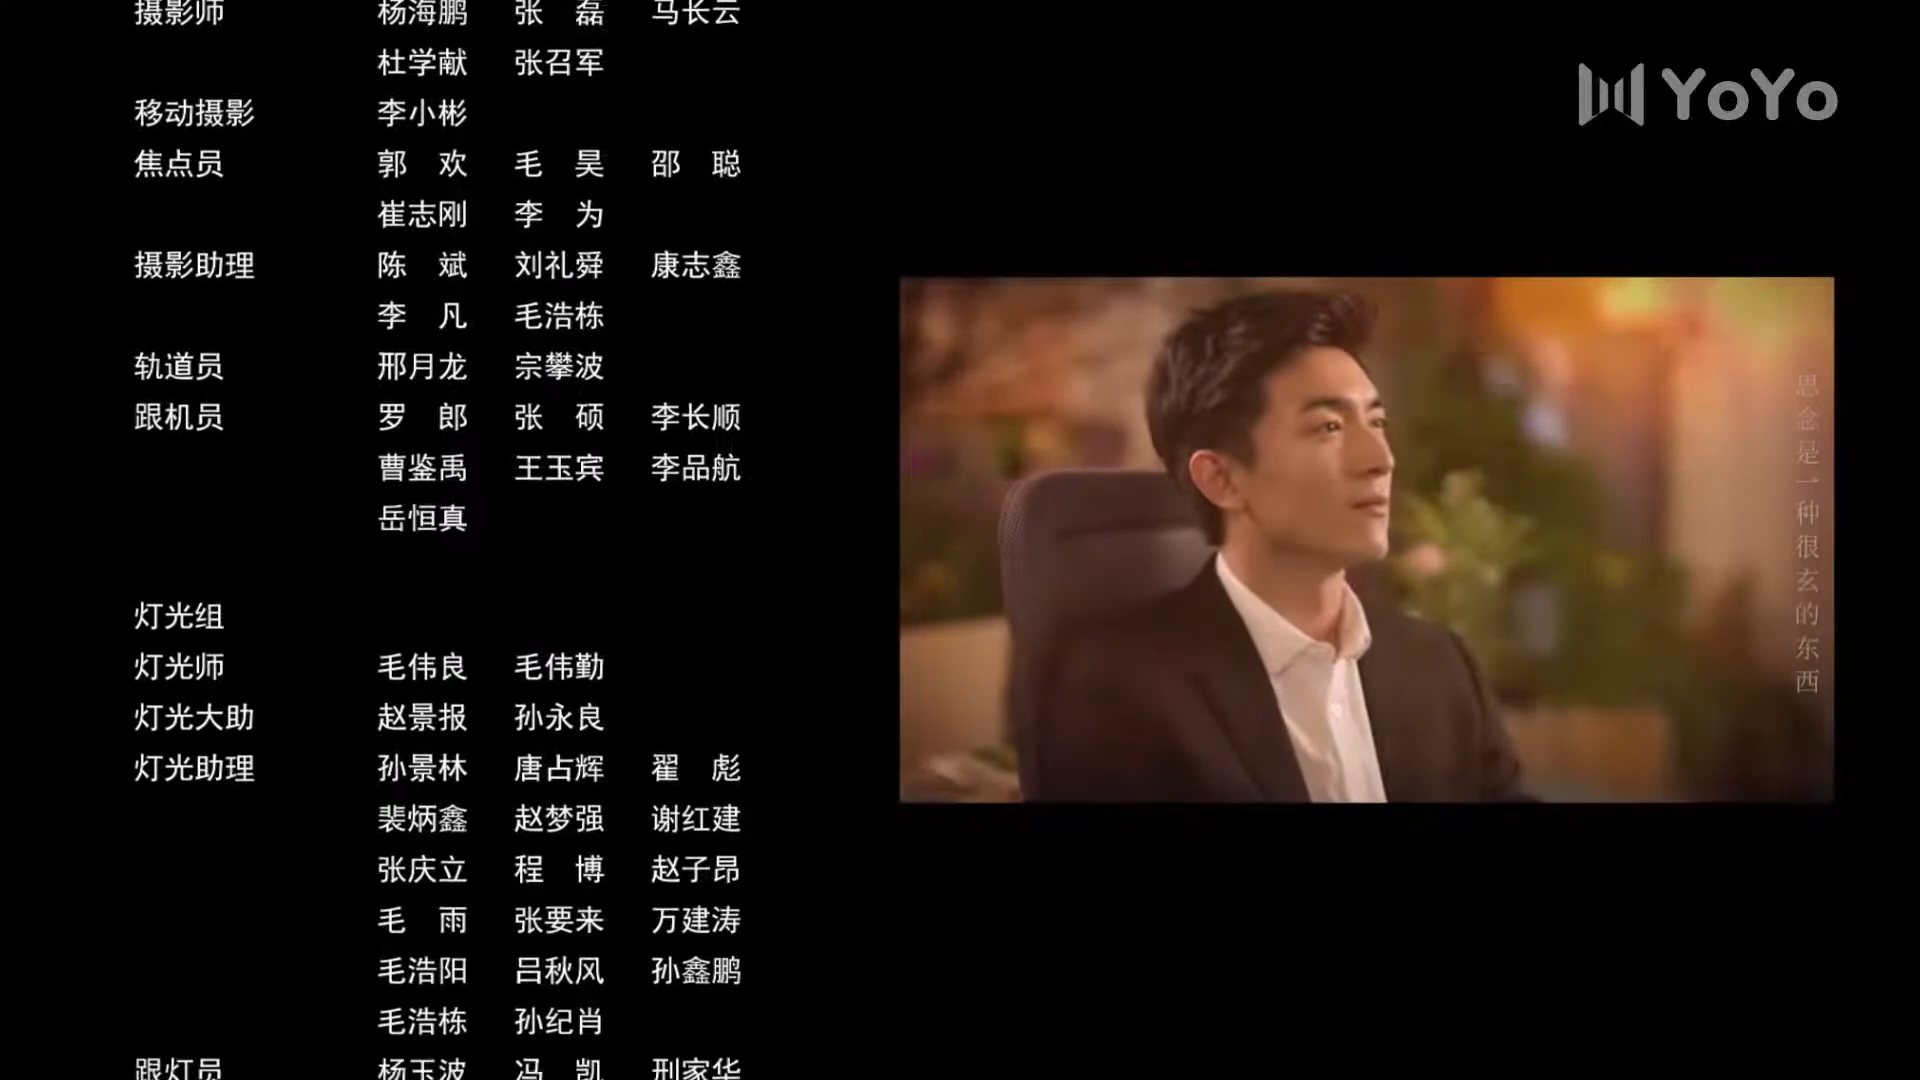 摄影师 杨海鹏 张 磊 马长云
杜学献 张召军
移动摄影 李小彬
焦点员 郭 欢 毛 昊 邵 聪
崔志刚 李 为
摄影助理 陈 斌 刘礼舜 康志鑫
李 凡 毛浩栋
轨道员 邢月龙 宗攀波
跟机员 罗 郎 张 硕 李长顺
曹鉴禹 王玉宾 李品航
岳恒真
灯光组
灯光师 毛伟良 毛伟勤
灯光大助 赵景报 孙永良
灯光助理 孙景林 唐占辉 翟 彪
裴炳鑫 赵梦强 谢红建
张庆立 程 博 赵子昂
毛 雨 张要来 万建涛
毛浩阳 吕秋风 孙鑫鹏
毛浩栋 孙纪肖
跟灯员 杨玉波 冯 凯 刑家华
YoYo
思念是一种很玄的东西